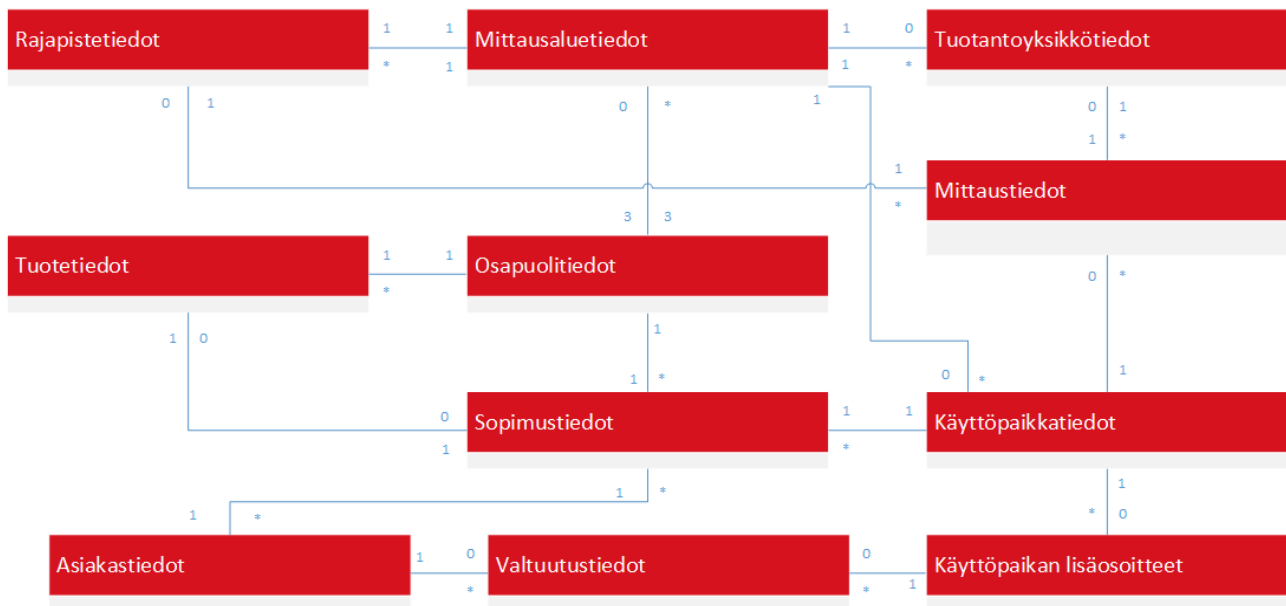 Rajapistetiedot 1 1 Mittausaluetiedot 1 0 Tuotantoyksikkötiedot
* 1 1 *
0 1 0 * 1 0 1
1 *
1 Mittaustiedot
*
3 3
Tuotetiedot 1 1 Osapuolitiedot 0 *
*
1 0 1
1 * 0 * 1
0 Sopimustiedot 1 1 Käyttöpaikkatiedot
1 *
1 * 1
1 * * 0
Asiakastiedot 1 0 Valtuutustiedot 0 Käyttöpaikan lisäosoitteet
* * 1